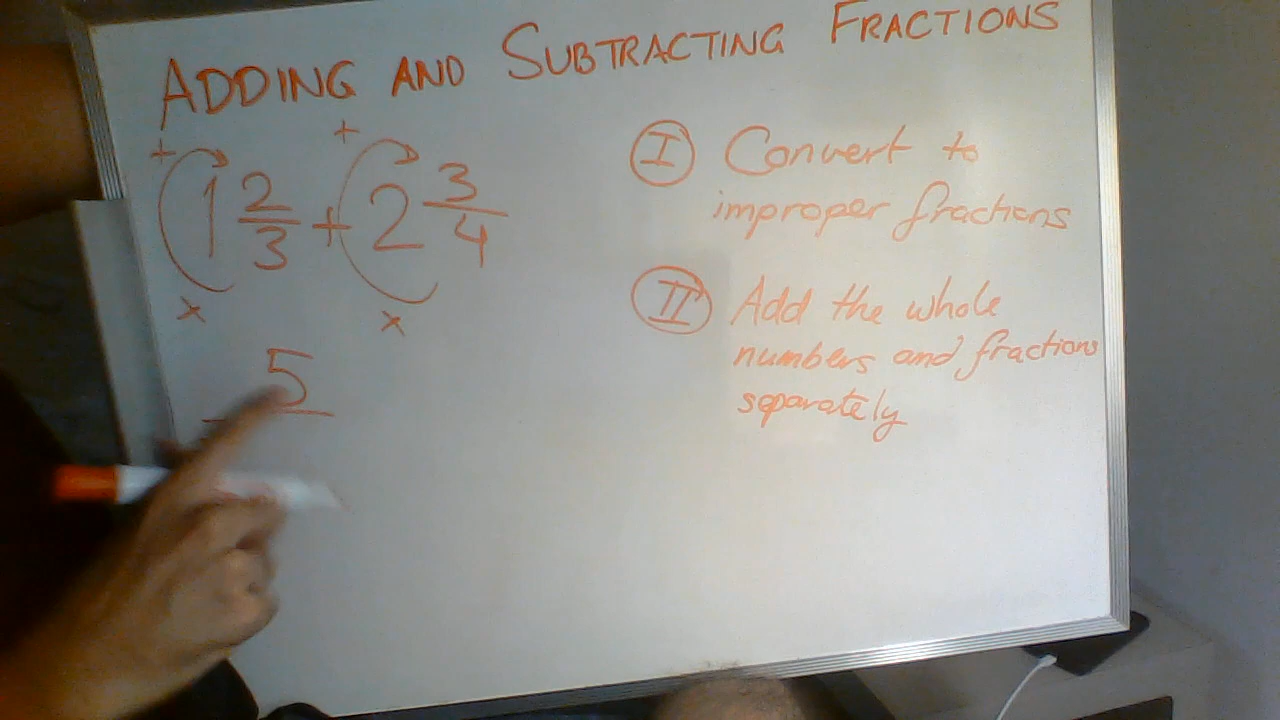 ADDING AND SUBTRACTING FRACTIONS
+ +
1 2/3 + 2 3/4
x x
5
Ⓘ Convert to
improper fractions
Ⅱ Add the whole
numbers and fractions
separately